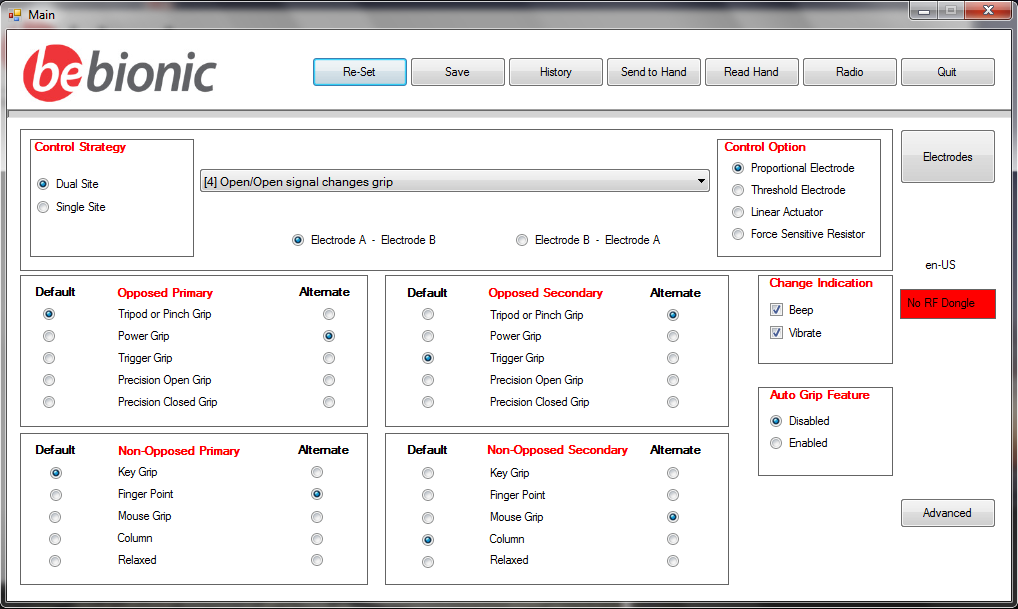 Main
bebionic
Re-Set
Save
History
Send to Hand
Read Hand
Radio
Quit
Control Strategy
Dual Site
Single Site
[4] Open/Open signal changes grip
Electrode A - Electrode B
Electrode B - Electrode A
Control Option
Proportional Electrode
Threshold Electrode
Linear Actuator
Force Sensitive Resistor
Electrodes
en-US
No RF Dongle
Default
Opposed Primary
Alternate
Tripod or Pinch Grip
Power Grip
Trigger Grip
Precision Open Grip
Precision Closed Grip
Default
Opposed Secondary
Alternate
Tripod or Pinch Grip
Power Grip
Trigger Grip
Precision Open Grip
Precision Closed Grip
Change Indication
Beep
Vibrate
Auto Grip Feature
Disabled
Enabled
Default
Non-Opposed Primary
Alternate
Key Grip
Finger Point
Mouse Grip
Column
Relaxed
Default
Non-Opposed Secondary
Alternate
Key Grip
Finger Point
Mouse Grip
Column
Relaxed
Advanced